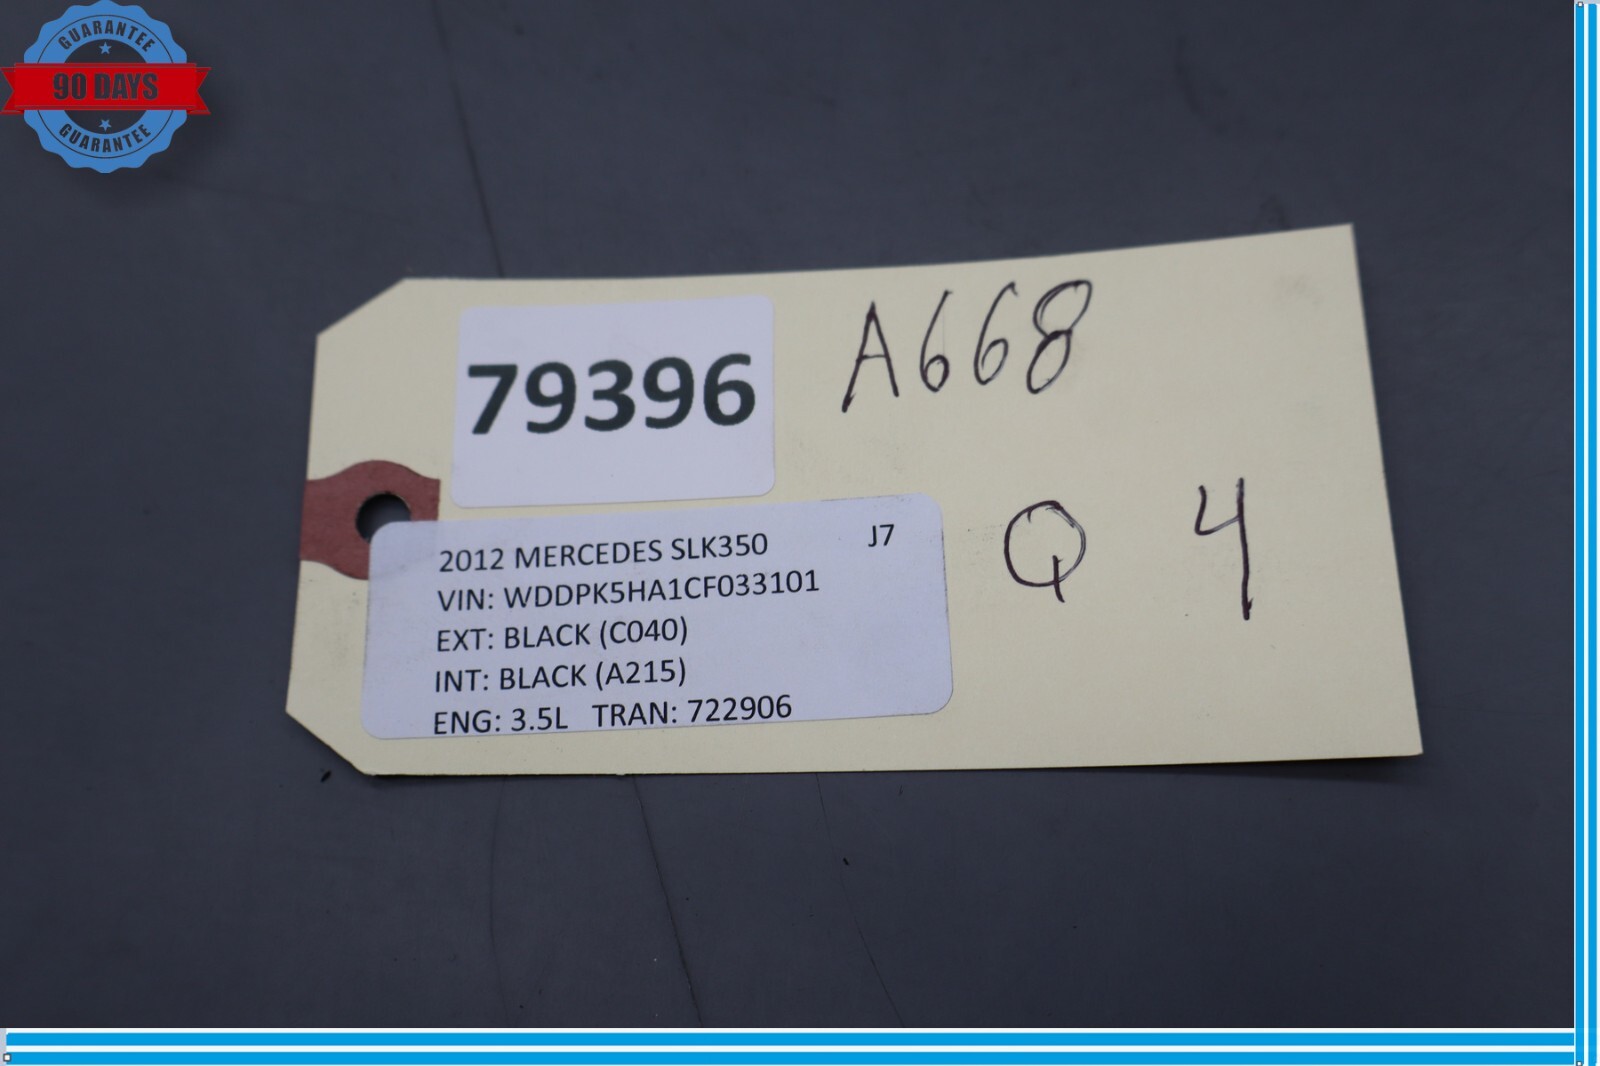 GUARANTEE
90 DAYS
GUARANTEE
79396
A668
Q 4
2012 MERCEDES SLK350 J7
VIN: WDDPK5HA1CF033101
EXT: BLACK (C040)
INT: BLACK (A215)
ENG: 3.5L TRAN: 722906